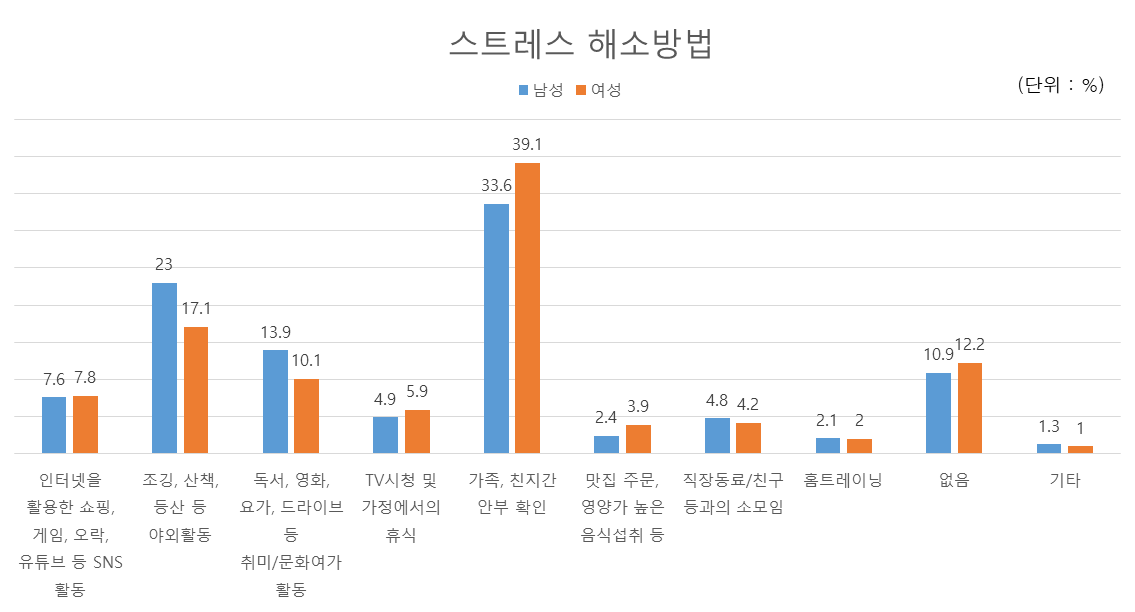 스트레스 해소방법
남성 여성
(단위 : %)
39.1
33.6
23
17.1
13.9
10.1
12.2
10.9
7.6 7.8
4.9 5.9
2.4 3.9
4.8 4.2
2.1 2
1.3 1
인터넷을
활용한 쇼핑,
게임, 오락,
유튜브 등 SNS
활동
조깅, 산책,
등산 등
야외활동
독서, 영화,
요가, 드라이브
등
취미/문화여가
활동
TV시청 및
가정에서의
휴식
가족, 친지간
안부 확인
맛집 주문,
영양가 높은
음식섭취 등
직장동료/친구
등과의 소모임
홈트레이닝
없음
기타